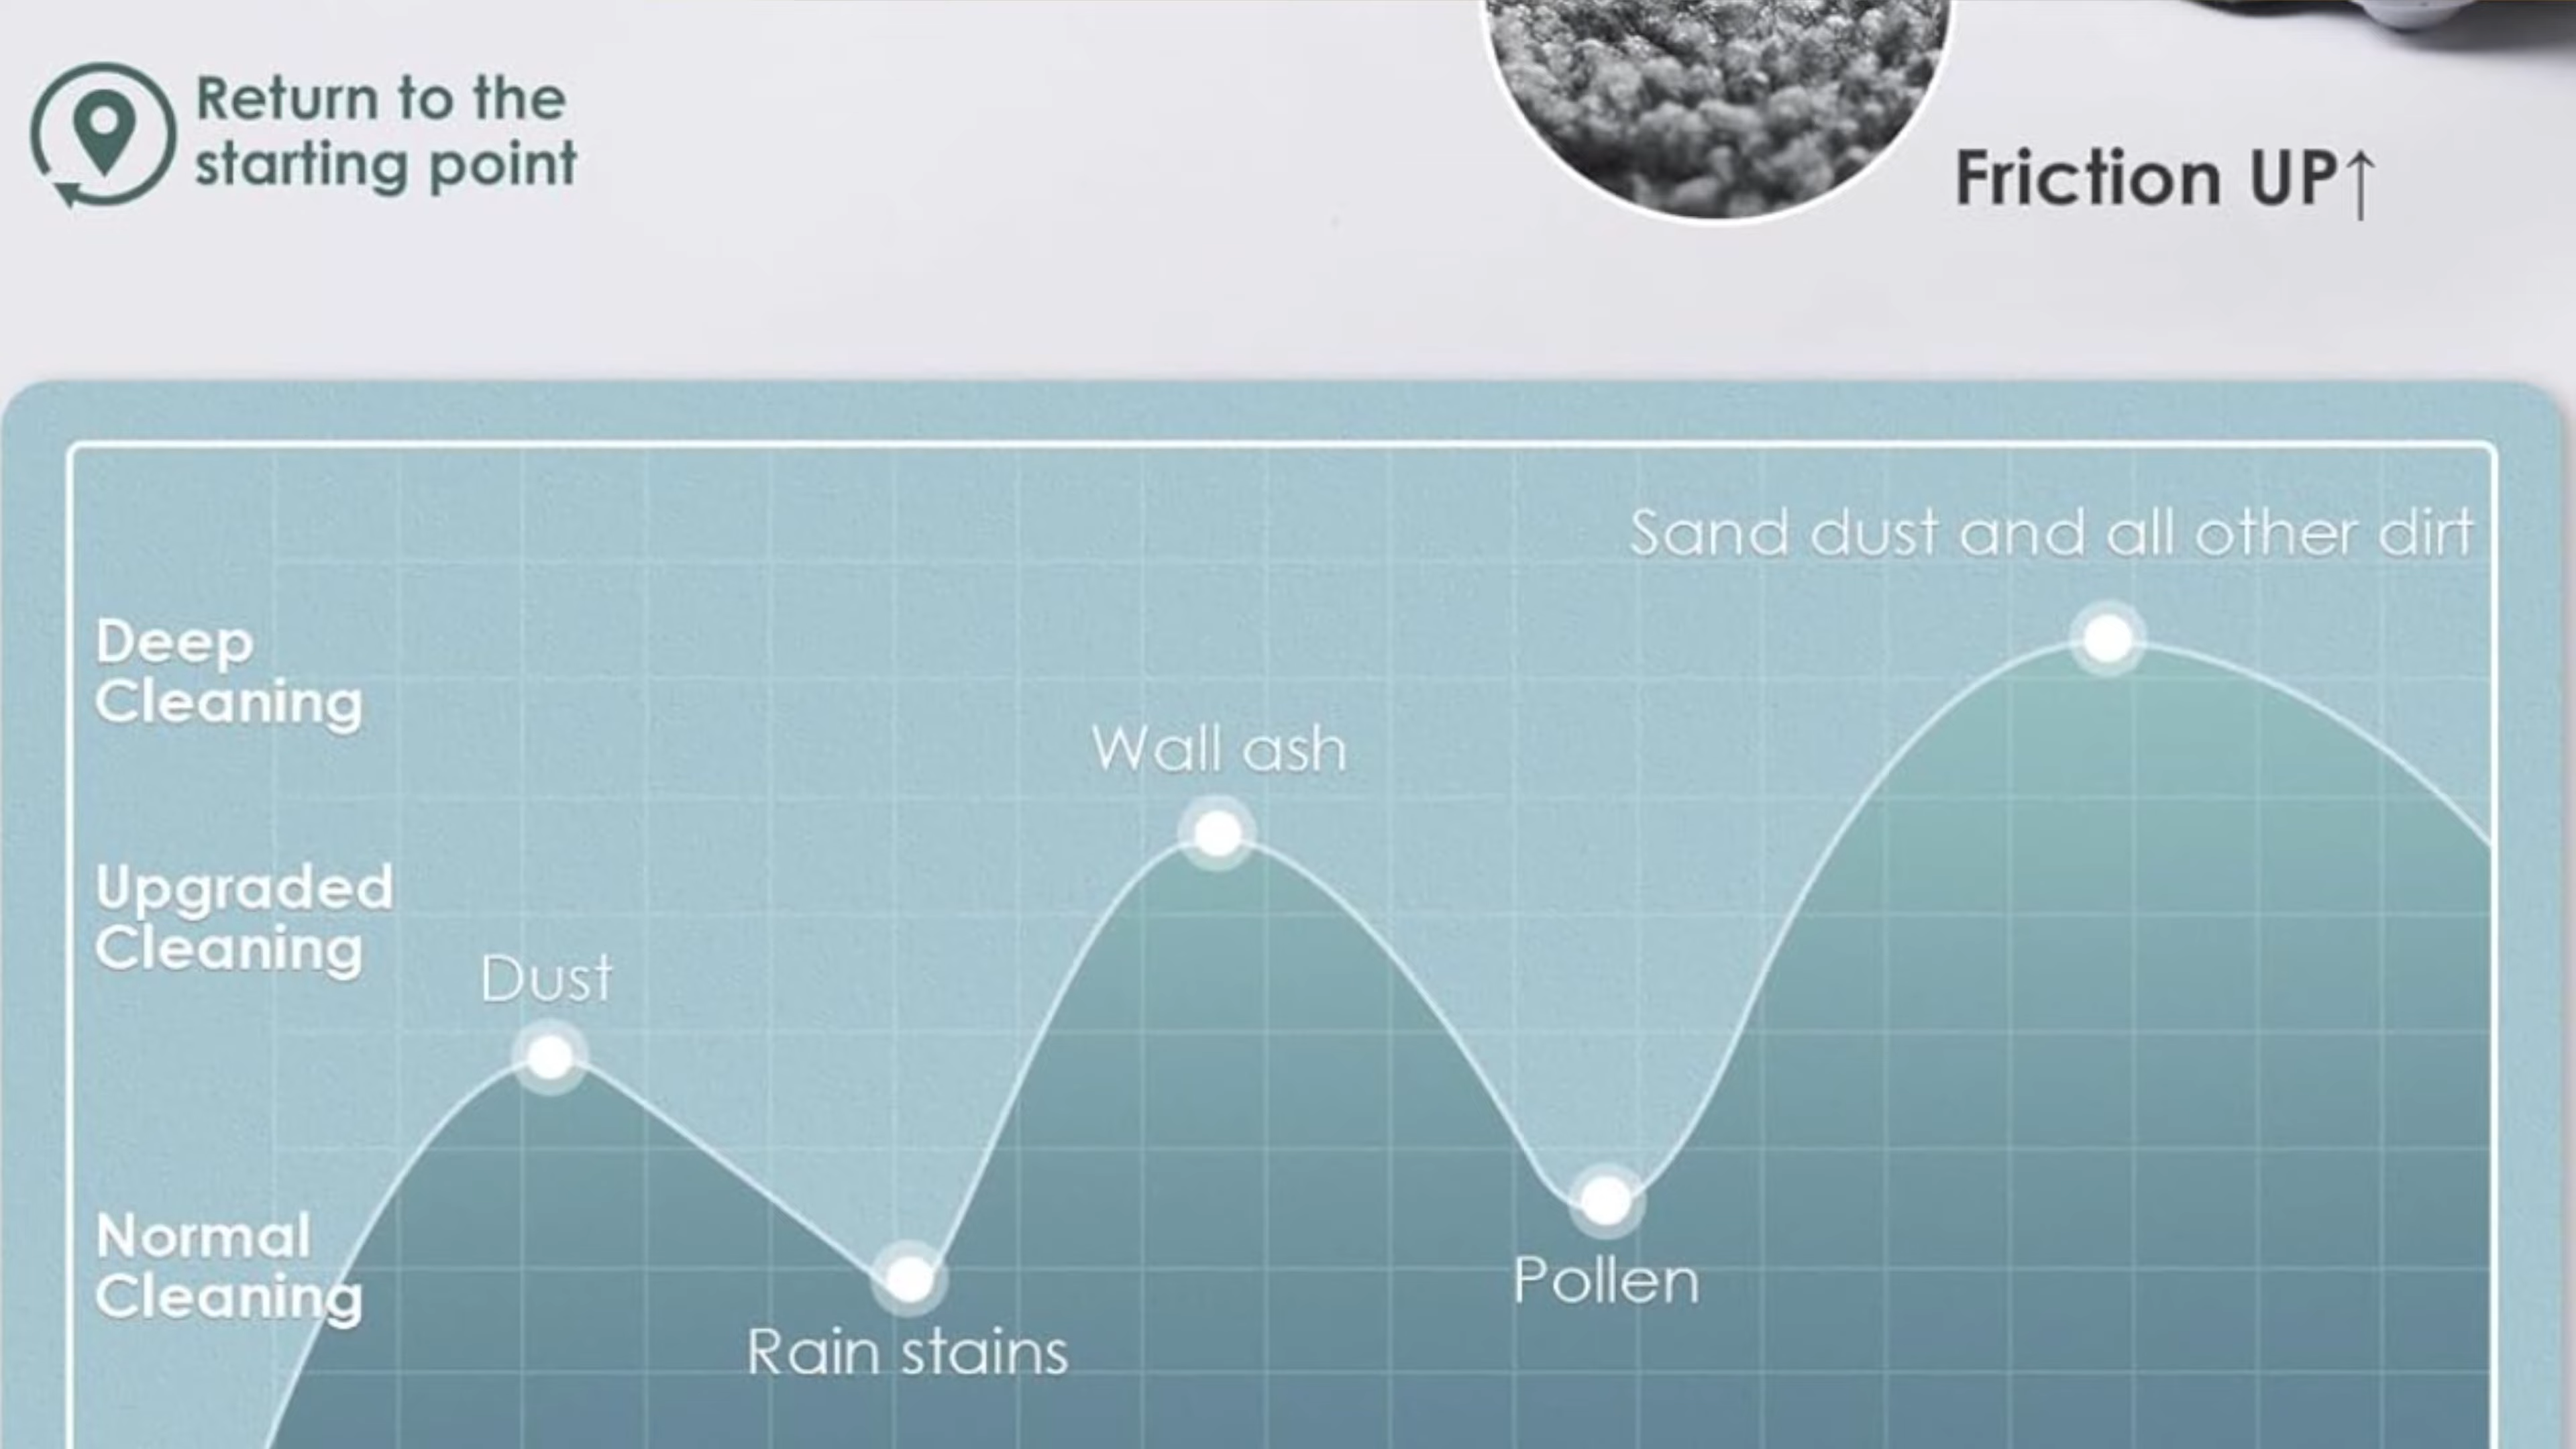 Return to the
starting point
Friction UP↑
Sand dust and all other dirt
Deep
Cleaning
Wall ash
Upgraded
Cleaning
Dust
Normal
Cleaning
Pollen
Rain stains